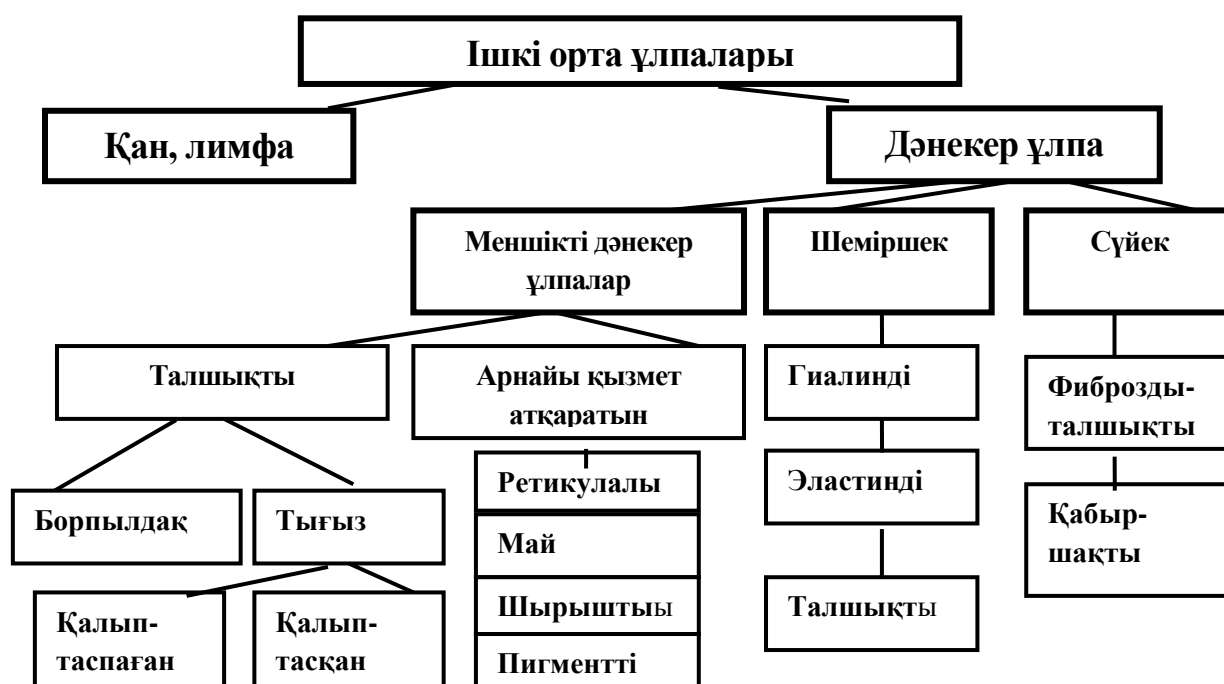 Ішкі орта ұлпалары
Қан, лимфа
Дәнекер ұлпа
Меншікті дәнекер
ұлпалар
Шеміршек
Сүйек
Талшықты
Арнайы қызмет
атқаратын
Гиалинді
Фиброзды-
талшықты
Борпылдақ
Тығыз
Ретикулалы
Май
Шырыштыы
Пигментті
Эластинді
Қабыр-
шақты
Қалып-
таспаған
Қалып-
тасқан
Талшықты